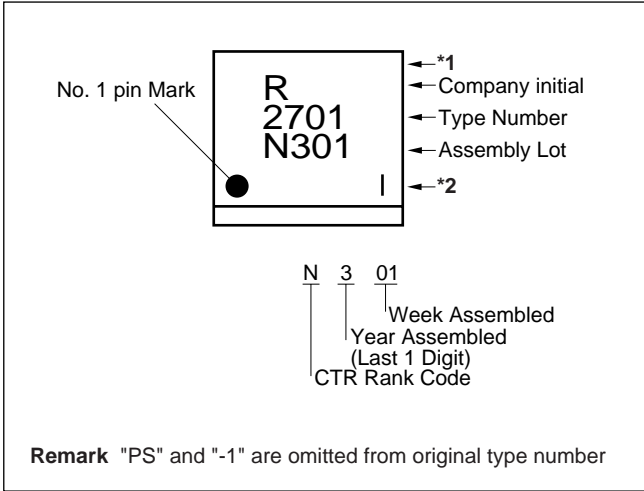 *1
No. 1 pin Mark
R
Company initial
2701
Type Number
N301
Assembly Lot
*2
N 3 01
Week Assembled
Year Assembled
(Last 1 Digit)
CTR Rank Code
Remark "PS" and "-1" are omitted from original type number